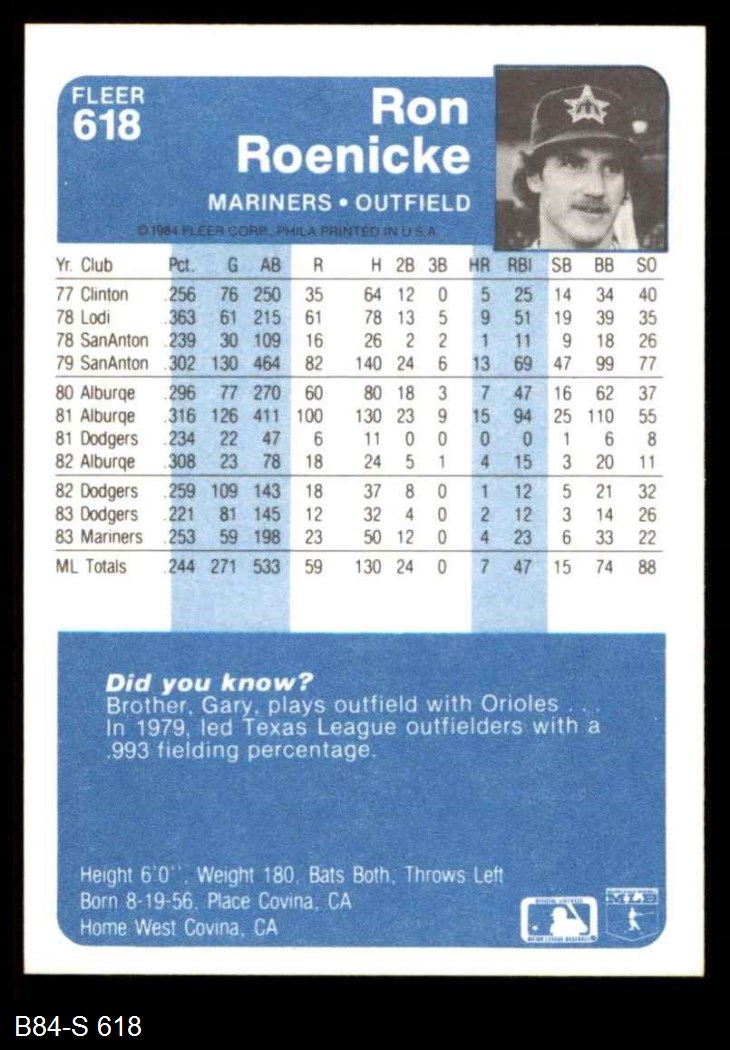 FLEER
618
Ron
Roenicke
MARINERS • OUTFIELD
© 1984 FLEER CORP., PHILA PRINTED IN U.S.A.
Yr. Club Pct. G AB R H 2B 3B HR RBI SB BB SO
77 Clinton .256 76 250 35 64 12 0 5 25 14 34 40
78 Lodi .363 61 215 61 78 13 5 9 51 19 39 35
78 SanAnton .239 30 109 16 26 2 2 1 11 9 18 26
79 SanAnton .302 130 464 82 140 24 6 13 69 47 99 77
80 Alburqe .296 77 270 60 80 18 3 7 47 16 62 37
81 Alburqe .316 126 411 100 130 23 9 15 94 25 110 55
81 Dodgers .234 22 47 6 11 0 0 0 0 1 6 8
82 Alburqe .308 23 78 18 24 5 1 4 15 3 20 11
82 Dodgers .259 109 143 18 37 8 0 1 12 5 21 32
83 Dodgers .221 81 145 12 32 4 0 2 12 3 14 26
83 Mariners .253 59 198 23 50 12 0 4 23 6 33 22
ML Totals .244 271 533 59 130 24 0 7 47 15 74 88
Did you know?
Brother, Gary, plays outfield with Orioles . . .
In 1979, led Texas League outfielders with a
.993 fielding percentage.
Height 6'0'', Weight 180, Bats Both, Throws Left
Born 8-19-56, Place Covina, CA
Home West Covina, CA
MLB
B84-S 618